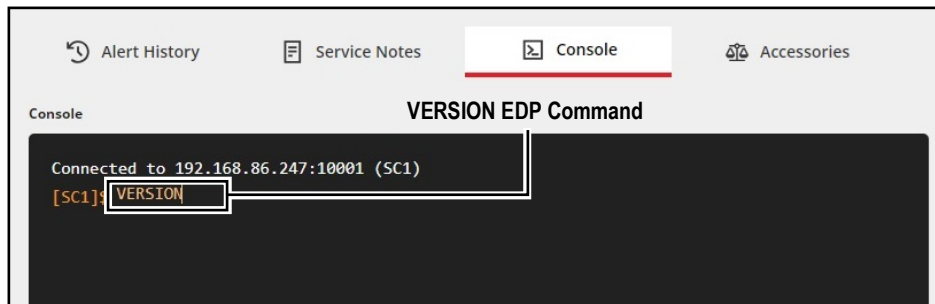 Alert History Service Notes Console Accessories
Console
VERSION EDP Command
Connected to 192.168.86.247:10001 (SC1)
[SC1]$ VERSION